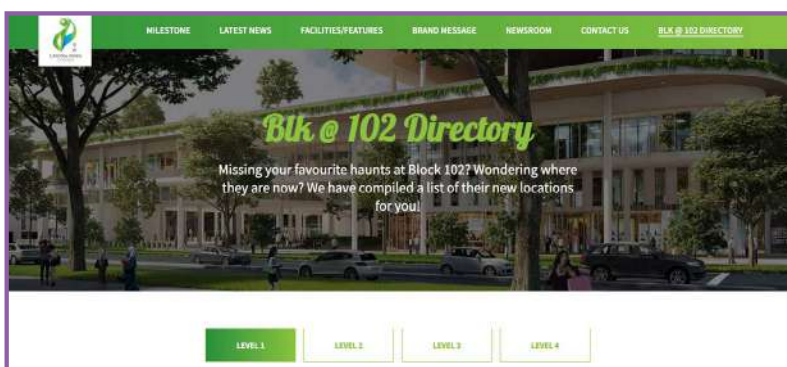 MILESTONE LATEST NEWS FACILITIES/FEATURES BRAND MESSAGE NEWSROOM CONTACT US BLK @ 102 DIRECTORY
Blk @ 102 Directory
Missing your favourite haunts at Block 102? Wondering where
they are now? We have compiled a list of their new locations
for you!
LEVEL 1 LEVEL 2 LEVEL 3 LEVEL 4